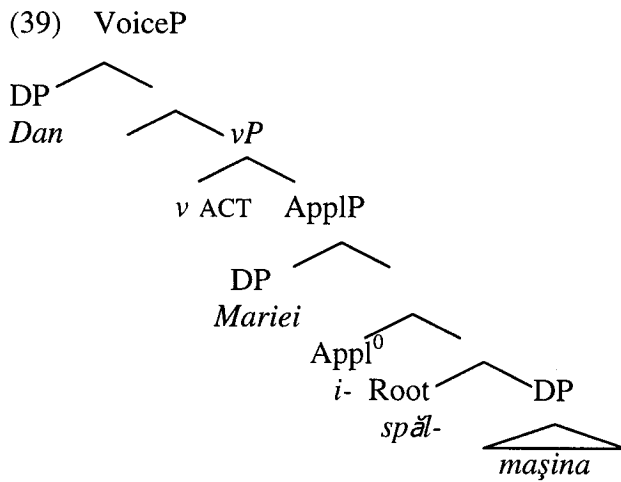 (39) VoiceP
DP
Dan
vP
v ACT ApplP
DP
Mariei
Appl⁰
i- Root DP
spăl-
maşina